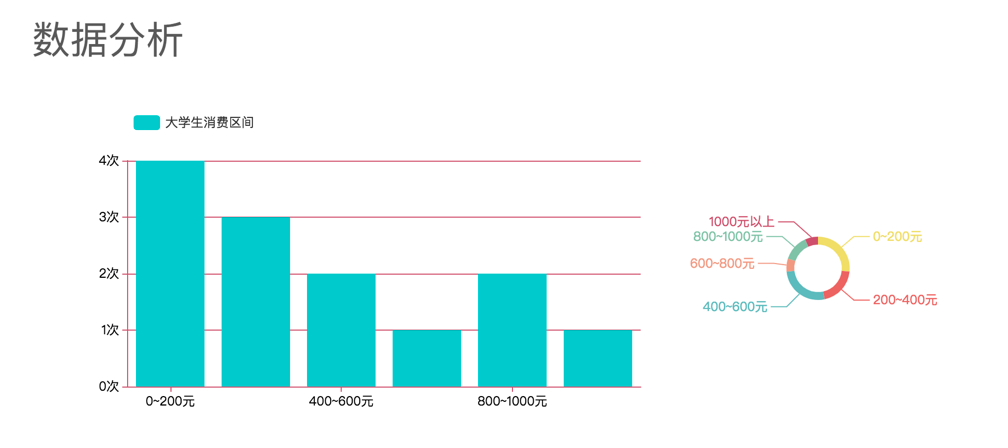 数据分析
大学生消费区间
4次
3次
2次
1次
0次
0~200元
400~600元
800~1000元
1000元以上
800~1000元
600~800元
400~600元
0~200元
200~400元